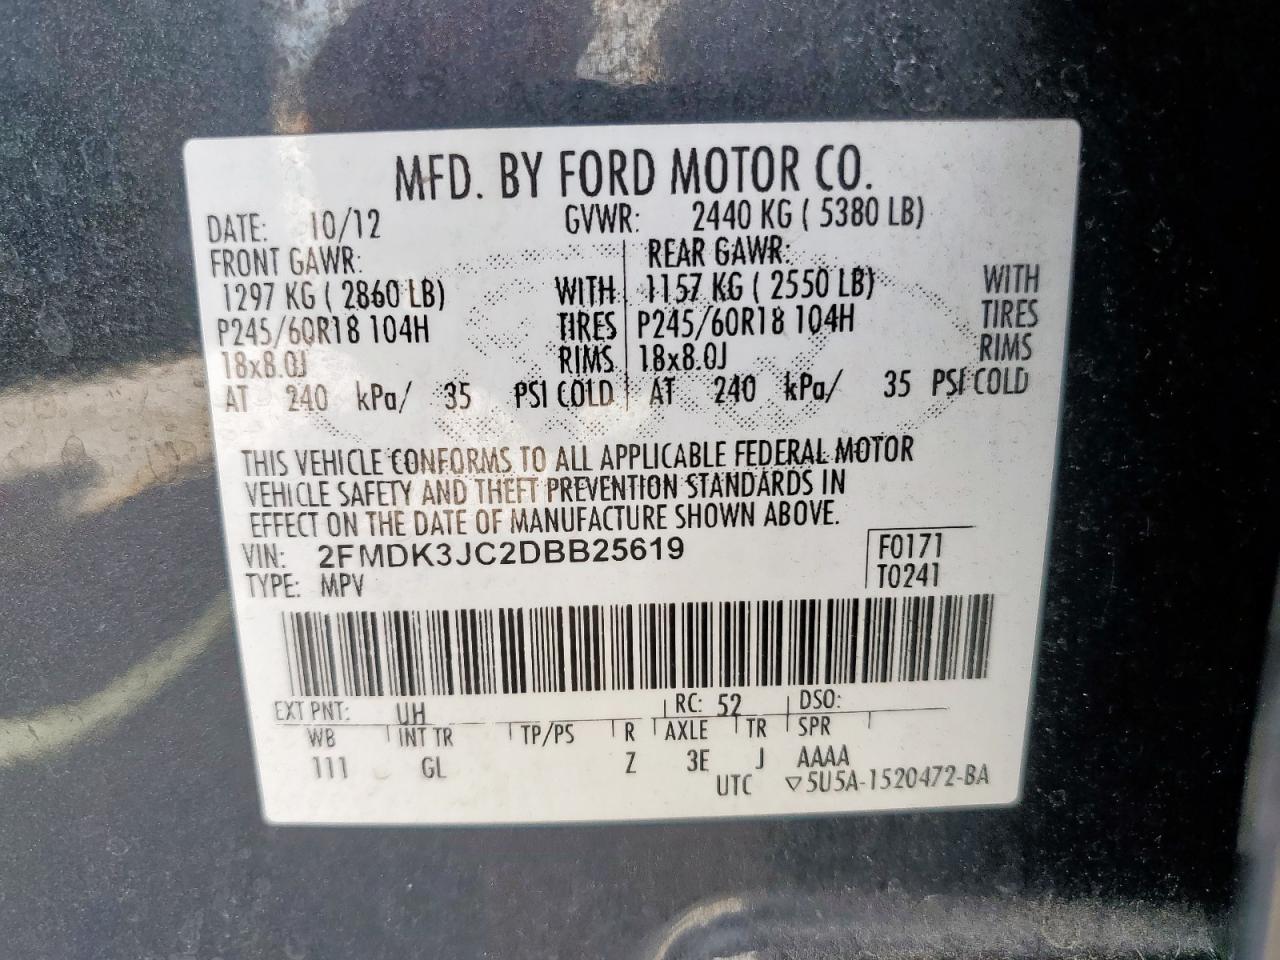 MFD. BY FORD MOTOR CO.
DATE: 10/12 GVWR: 2440 KG ( 5380 LB)
FRONT GAWR: REAR GAWR:
1297 KG ( 2860 LB) WITH 1157 KG ( 2550 LB) WITH
P245/60R18 104H TIRES P245/60R18 104H TIRES
18x8.0J RIMS 18x8.0J RIMS
AT 240 kPa/ 35 PSI COLD AT 240 kPa/ 35 PSI COLD
THIS VEHICLE CONFORMS TO ALL APPLICABLE FEDERAL MOTOR
VEHICLE SAFETY AND THEFT PREVENTION STANDARDS IN
EFFECT ON THE DATE OF MANUFACTURE SHOWN ABOVE.
VIN: 2FMDK3JC2DBB25619 F0171
TYPE: MPV T0241
EXT PNT: UH RC: 52 DSO:
WB INT TR TP/PS R AXLE TR SPR
111 GL Z 3E J AAAA
UTC ▽5U5A-1520472-BA